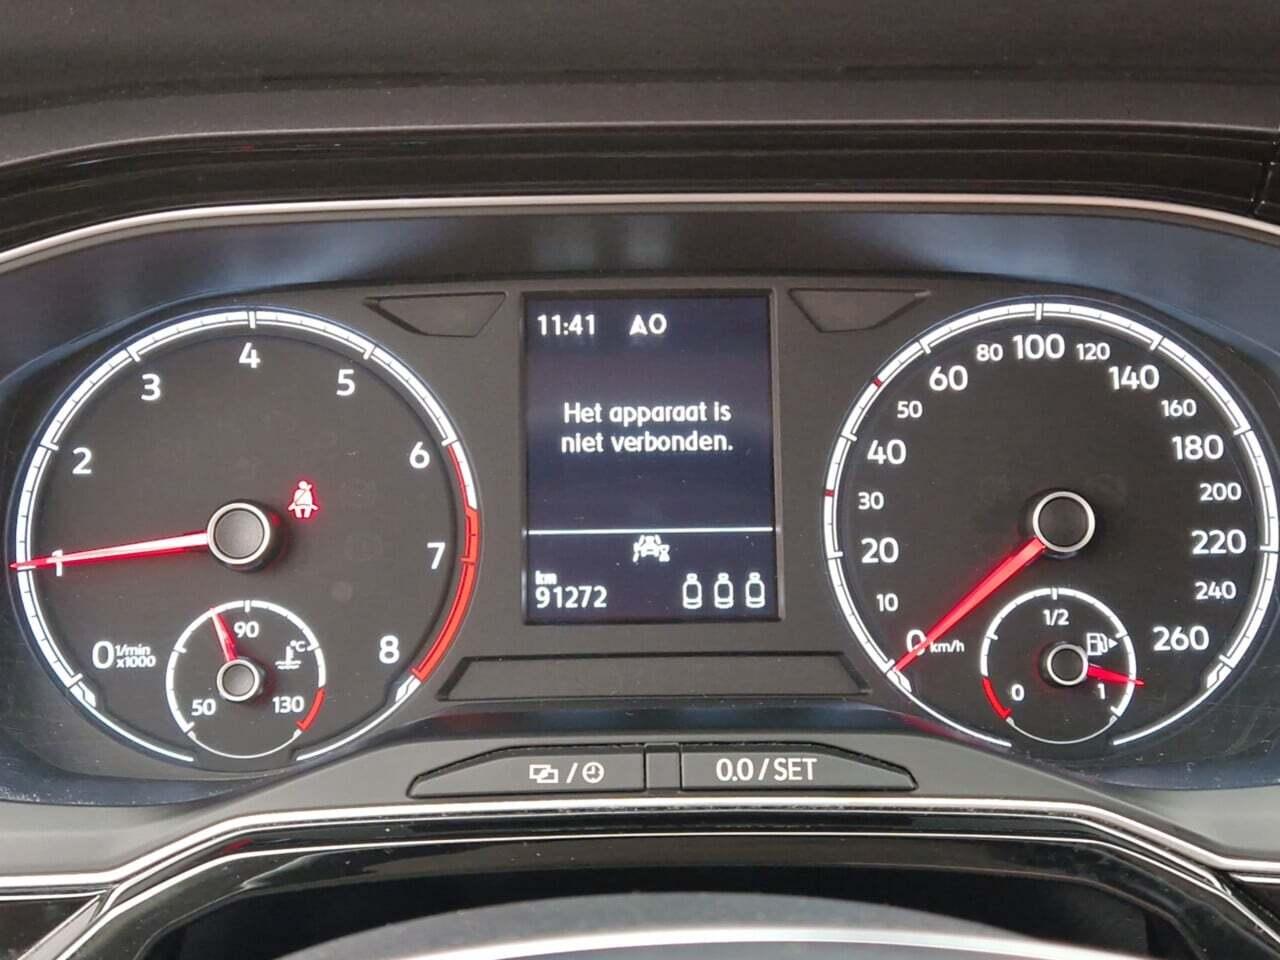 11:41 AO
Het apparaat is
niet verbonden.
km
91272
0 1 2 3 4 5 6 7 8
1/min
x1000
50 90 130
°C
0 10 20 30 40 50 60 80 100 120 140 160 180 200 220 240 260
km/h
0 1/2 1
/
0.0 / SET